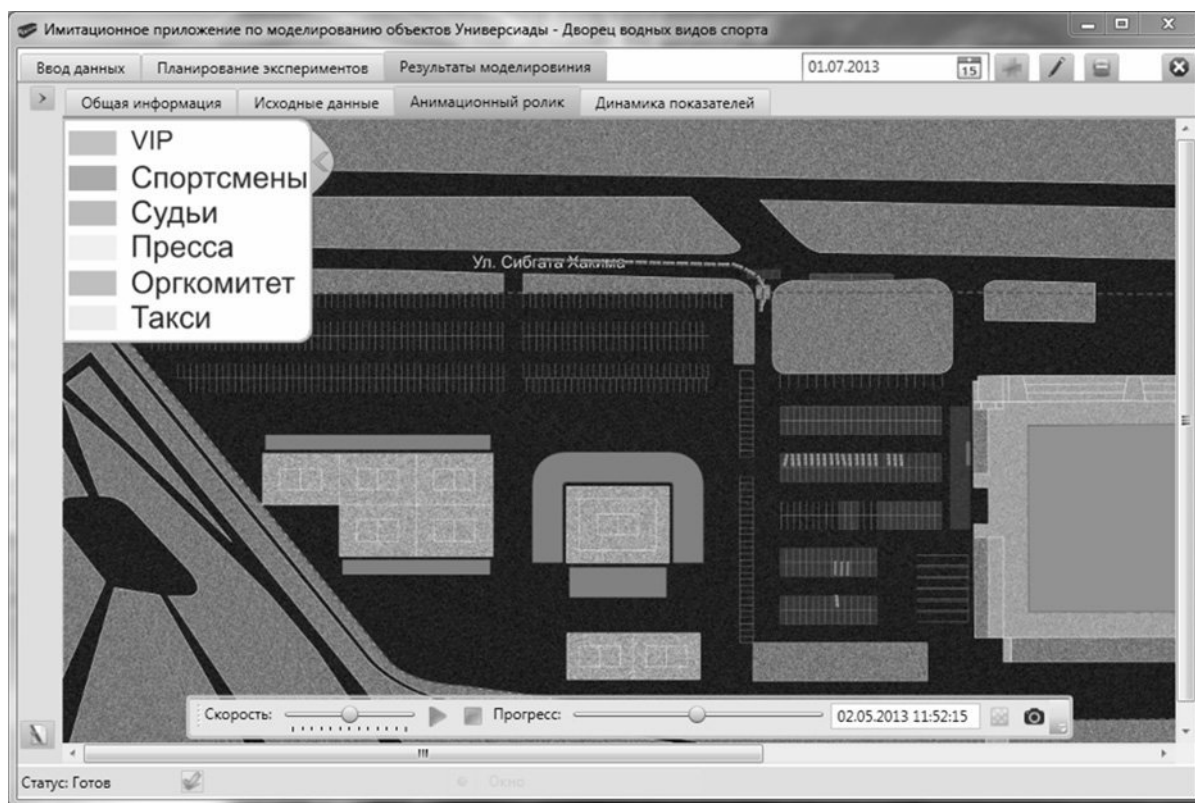 Имитационное приложение по моделированию объектов Универсиады - Дворец водных видов спорта
Ввод данных Планирование экспериментов Результаты моделировиния 01.07.2013 15
Общая информация Исходные данные Анимационный ролик Динамика показателей
VIP
Спортсмены
Судьи
Пресса
Оргкомитет
Такси
Ул. Сибгата Хакима
Скорость: Прогресс: 02.05.2013 11:52:15
Статус: Готов Окно